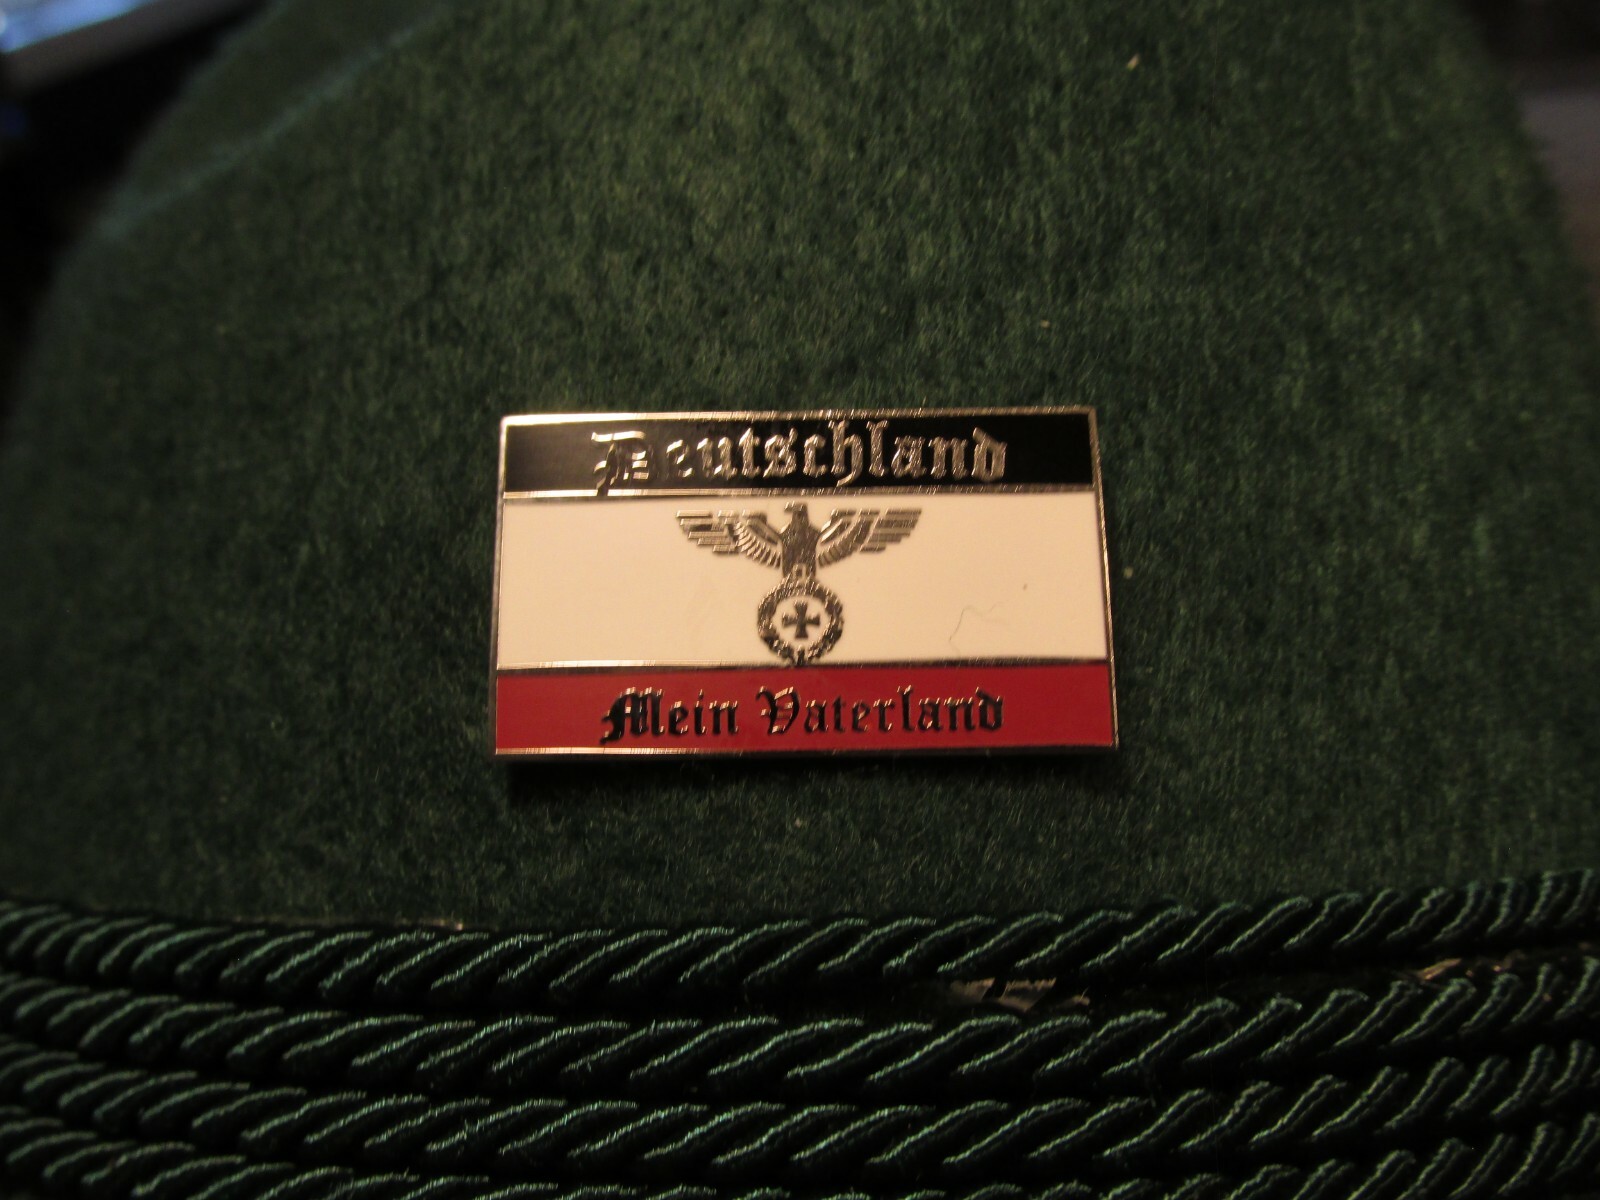 Deutschland
Mein Vaterland